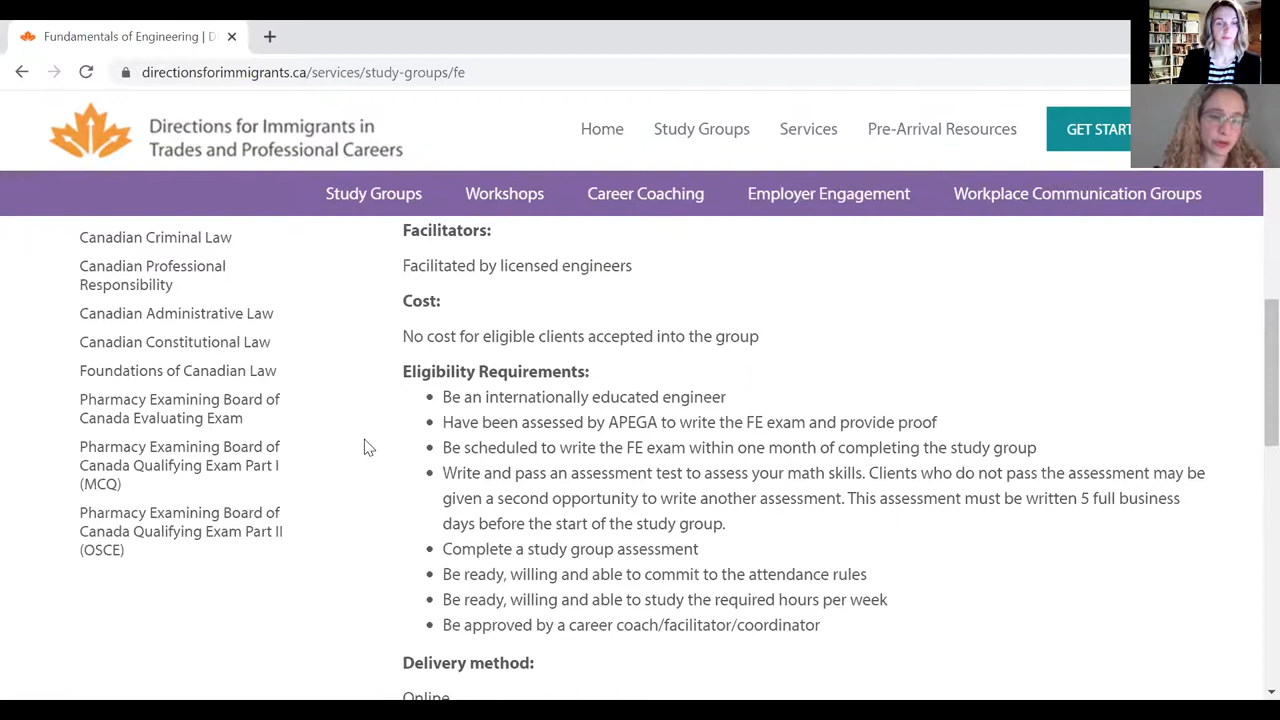 Fundamentals of Engineering | D
directionsforimmigrants.ca/services/study-groups/fe
Directions for Immigrants in
Trades and Professional Careers
Home
Study Groups
Services
Pre-Arrival Resources
GET START
Study Groups
Workshops
Career Coaching
Employer Engagement
Workplace Communication Groups
Canadian Criminal Law
Canadian Professional
Responsibility
Canadian Administrative Law
Canadian Constitutional Law
Foundations of Canadian Law
Pharmacy Examining Board of
Canada Evaluating Exam
Pharmacy Examining Board of
Canada Qualifying Exam Part I
(MCQ)
Pharmacy Examining Board of
Canada Qualifying Exam Part II
(OSCE)
Facilitators:
Facilitated by licensed engineers
Cost:
No cost for eligible clients accepted into the group
Eligibility Requirements:
• Be an internationally educated engineer
• Have been assessed by APEGA to write the FE exam and provide proof
• Be scheduled to write the FE exam within one month of completing the study group
• Write and pass an assessment test to assess your math skills. Clients who do not pass the assessment may be
given a second opportunity to write another assessment. This assessment must be written 5 full business
days before the start of the study group.
• Complete a study group assessment
• Be ready, willing and able to commit to the attendance rules
• Be ready, willing and able to study the required hours per week
• Be approved by a career coach/facilitator/coordinator
Delivery method:
Online